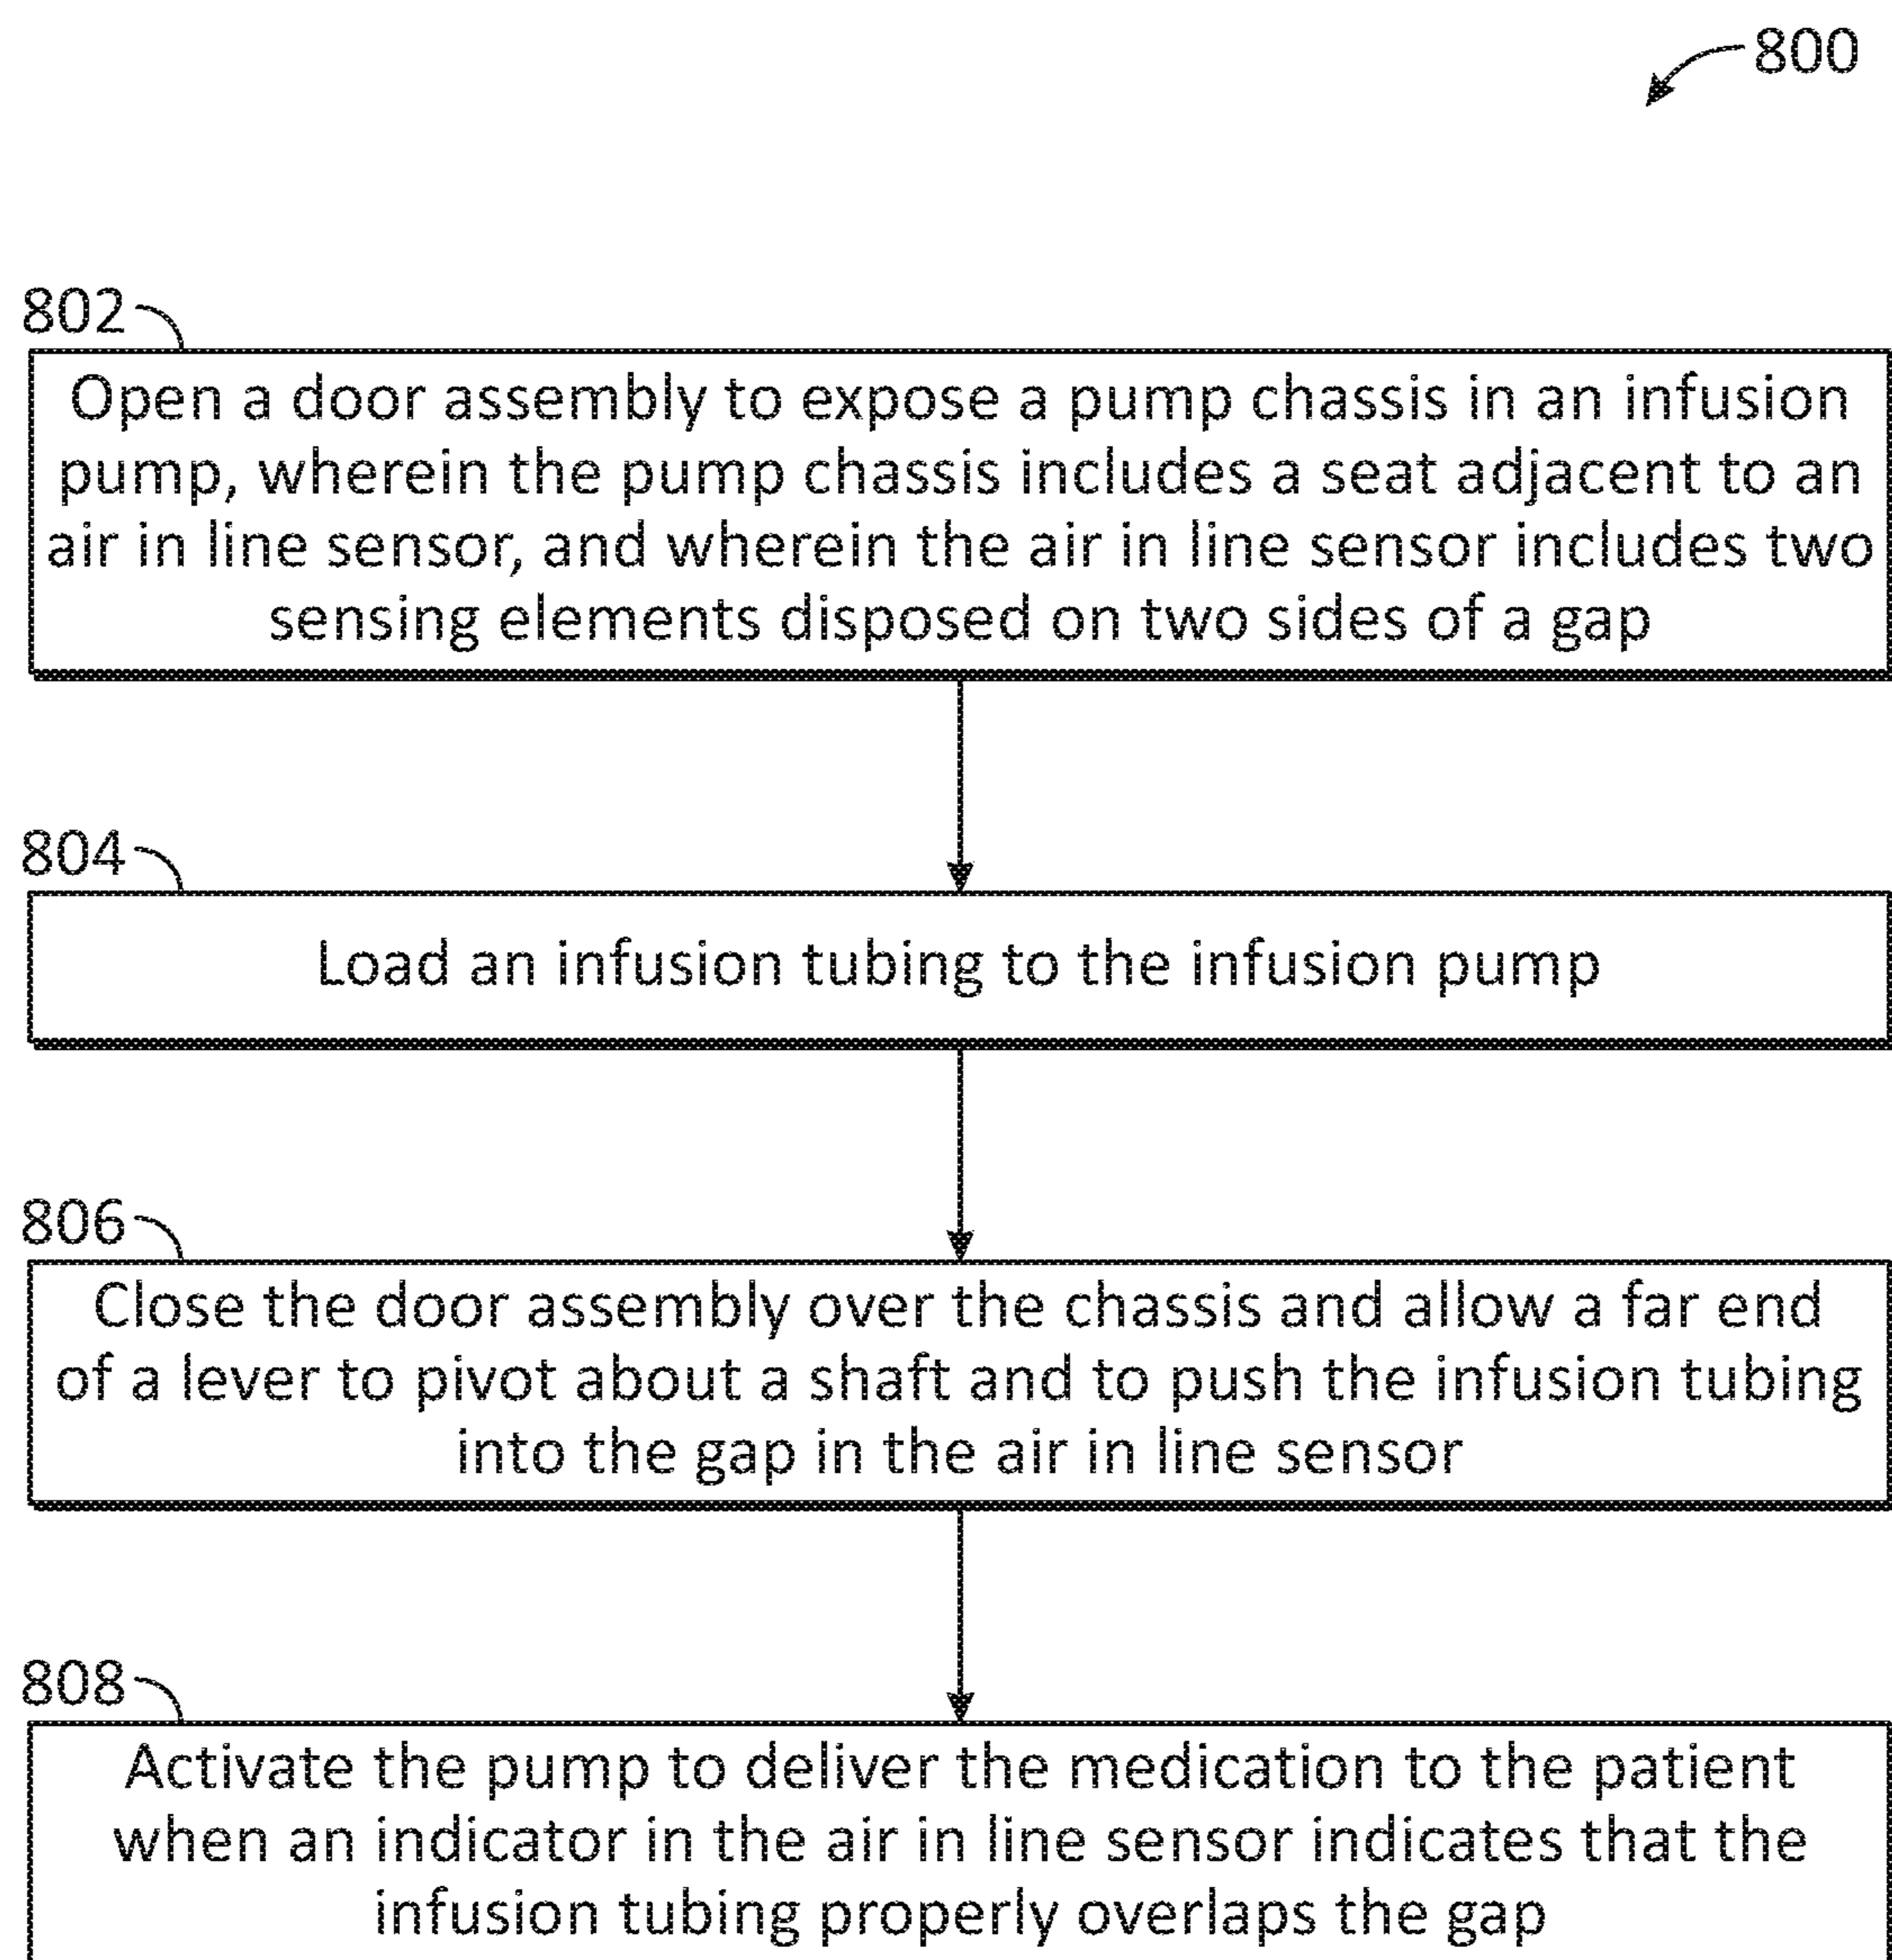 800
802
Open a door assembly to expose a pump chassis in an infusion
pump, wherein the pump chassis includes a seat adjacent to an
air in line sensor, and wherein the air in line sensor includes two
sensing elements disposed on two sides of a gap
804
Load an infusion tubing to the infusion pump
806
Close the door assembly over the chassis and allow a far end
of a lever to pivot about a shaft and to push the infusion tubing
into the gap in the air in line sensor
808
Activate the pump to deliver the medication to the patient
when an indicator in the air in line sensor indicates that the
infusion tubing properly overlaps the gap